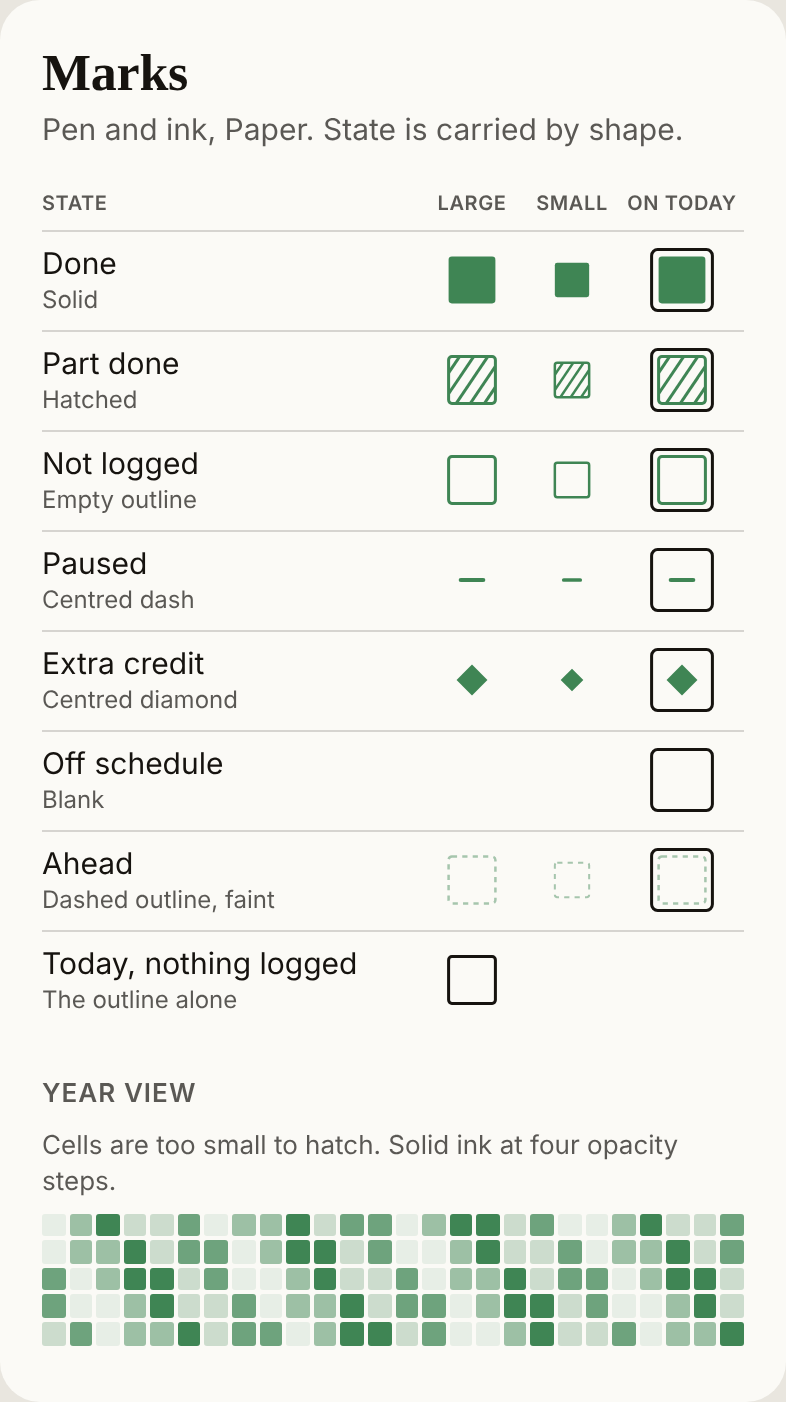 Marks
Pen and ink, Paper. State is carried by shape.
STATE LARGE SMALL ON TODAY
Done
Solid
Part done
Hatched
Not logged
Empty outline
Paused
Centred dash
Extra credit
Centred diamond
Off schedule
Blank
Ahead
Dashed outline, faint
Today, nothing logged
The outline alone
YEAR VIEW
Cells are too small to hatch. Solid ink at four opacity
steps.